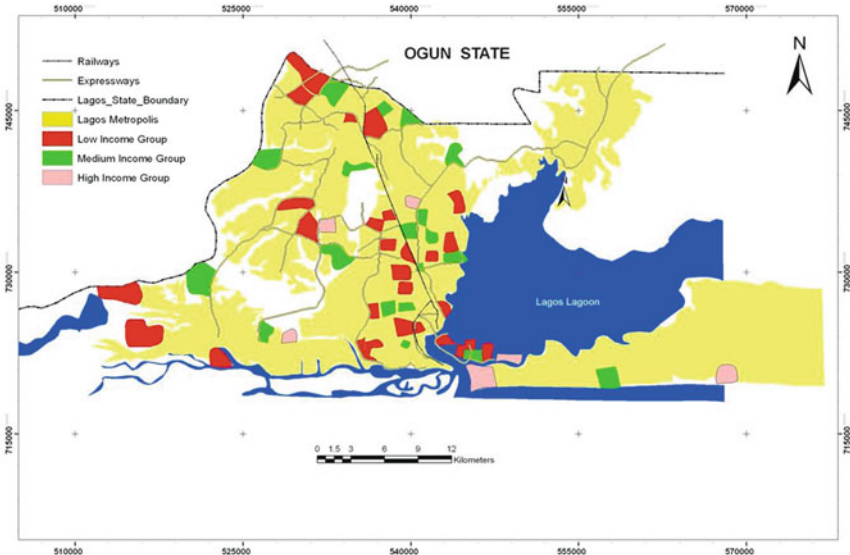 510000 525000 540000 555000 570000
OGUN STATE
N
Railways
Expressways
Lagos_State_Boundary
Lagos Metropolis
Low Income Group
Medium Income Group
High Income Group
745000 745000
730000 730000
Lagos Lagoon
715000 715000
0 1.5 3 6 9 12
Kilometers
510000 525000 540000 555000 570000